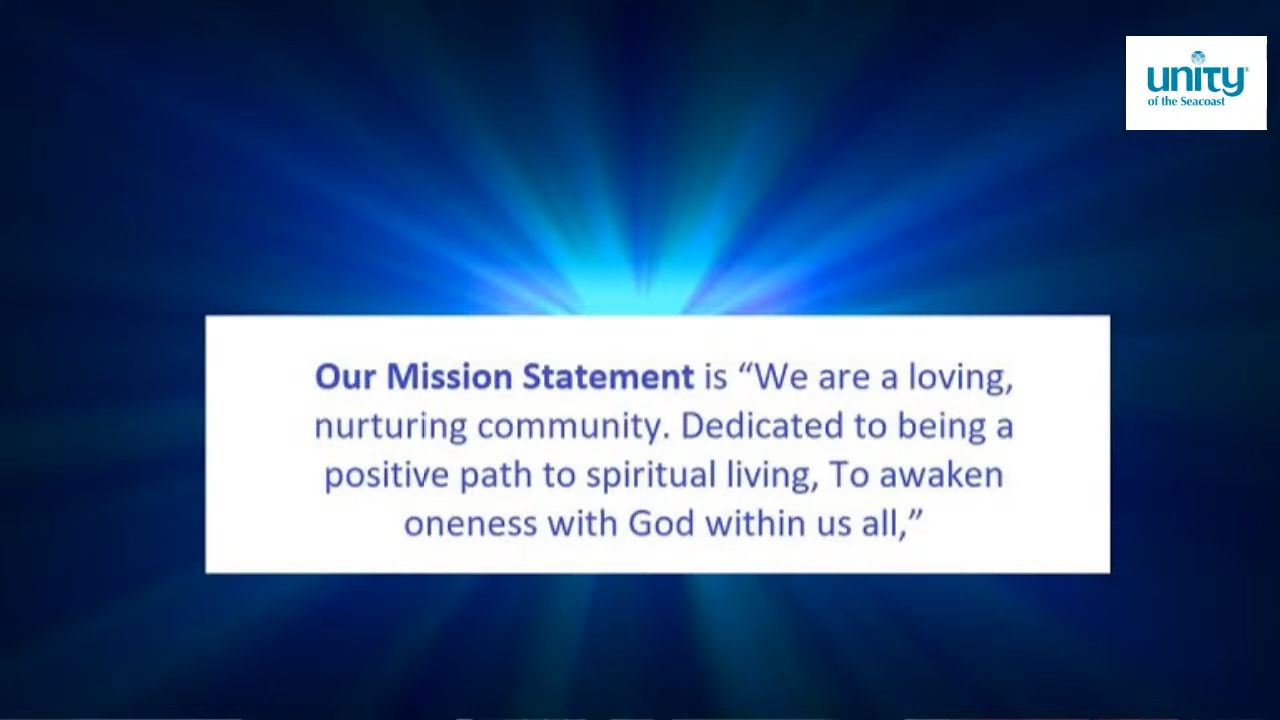 unity
of the Seacoast
Our Mission Statement is “We are a loving,
nurturing community. Dedicated to being a
positive path to spiritual living, To awaken
oneness with God within us all,”